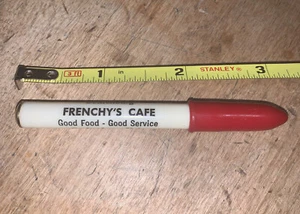 1 2 STANLEY® 3
FRENCHY'S CAFE
Good Food - Good Service